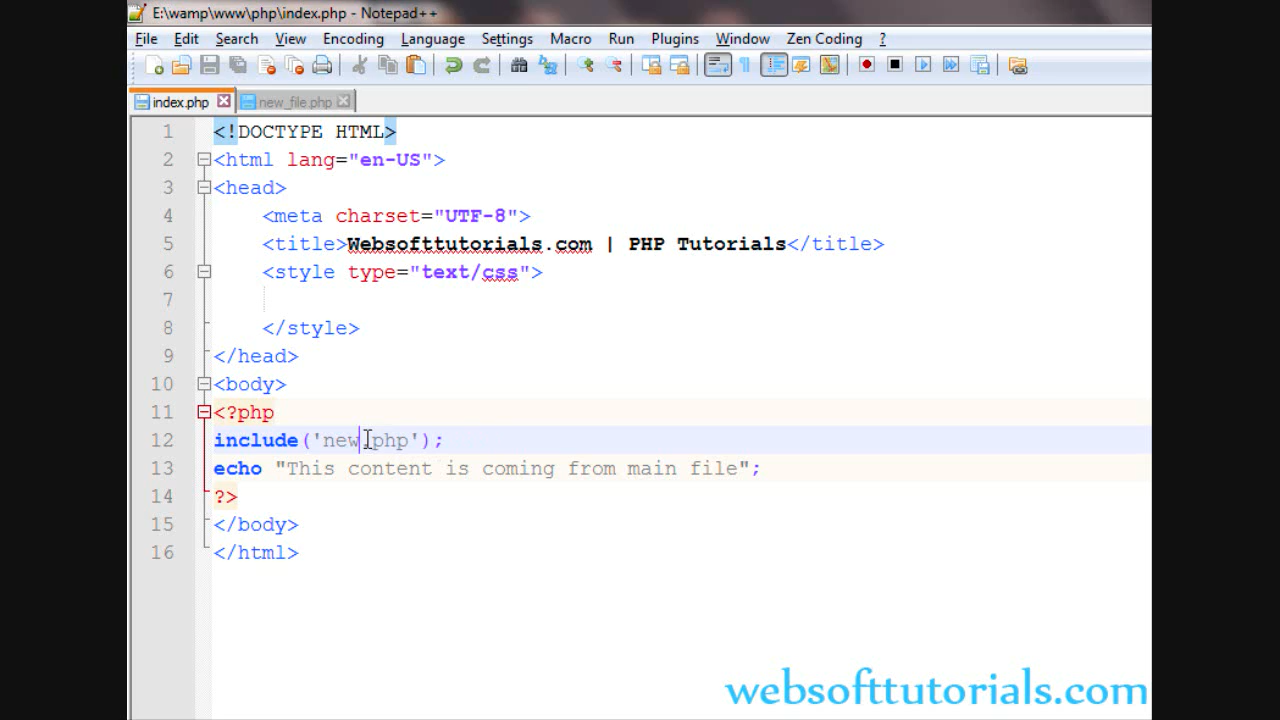 E:\wamp\www\php\index.php - Notepad++
File Edit Search View Encoding Language Settings Macro Run Plugins Window Zen Coding ?
index.php new_file.php
1 <!DOCTYPE HTML>
2 <html lang="en-US">
3 <head>
4 <meta charset="UTF-8">
5 <title>Websofttutorials.com | PHP Tutorials</title>
6 <style type="text/css">
7
8 </style>
9 </head>
10 <body>
11 <?php
12 include('new.php');
13 echo "This content is coming from main file";
14 ?>
15 </body>
16 </html>
websofttutorials.com